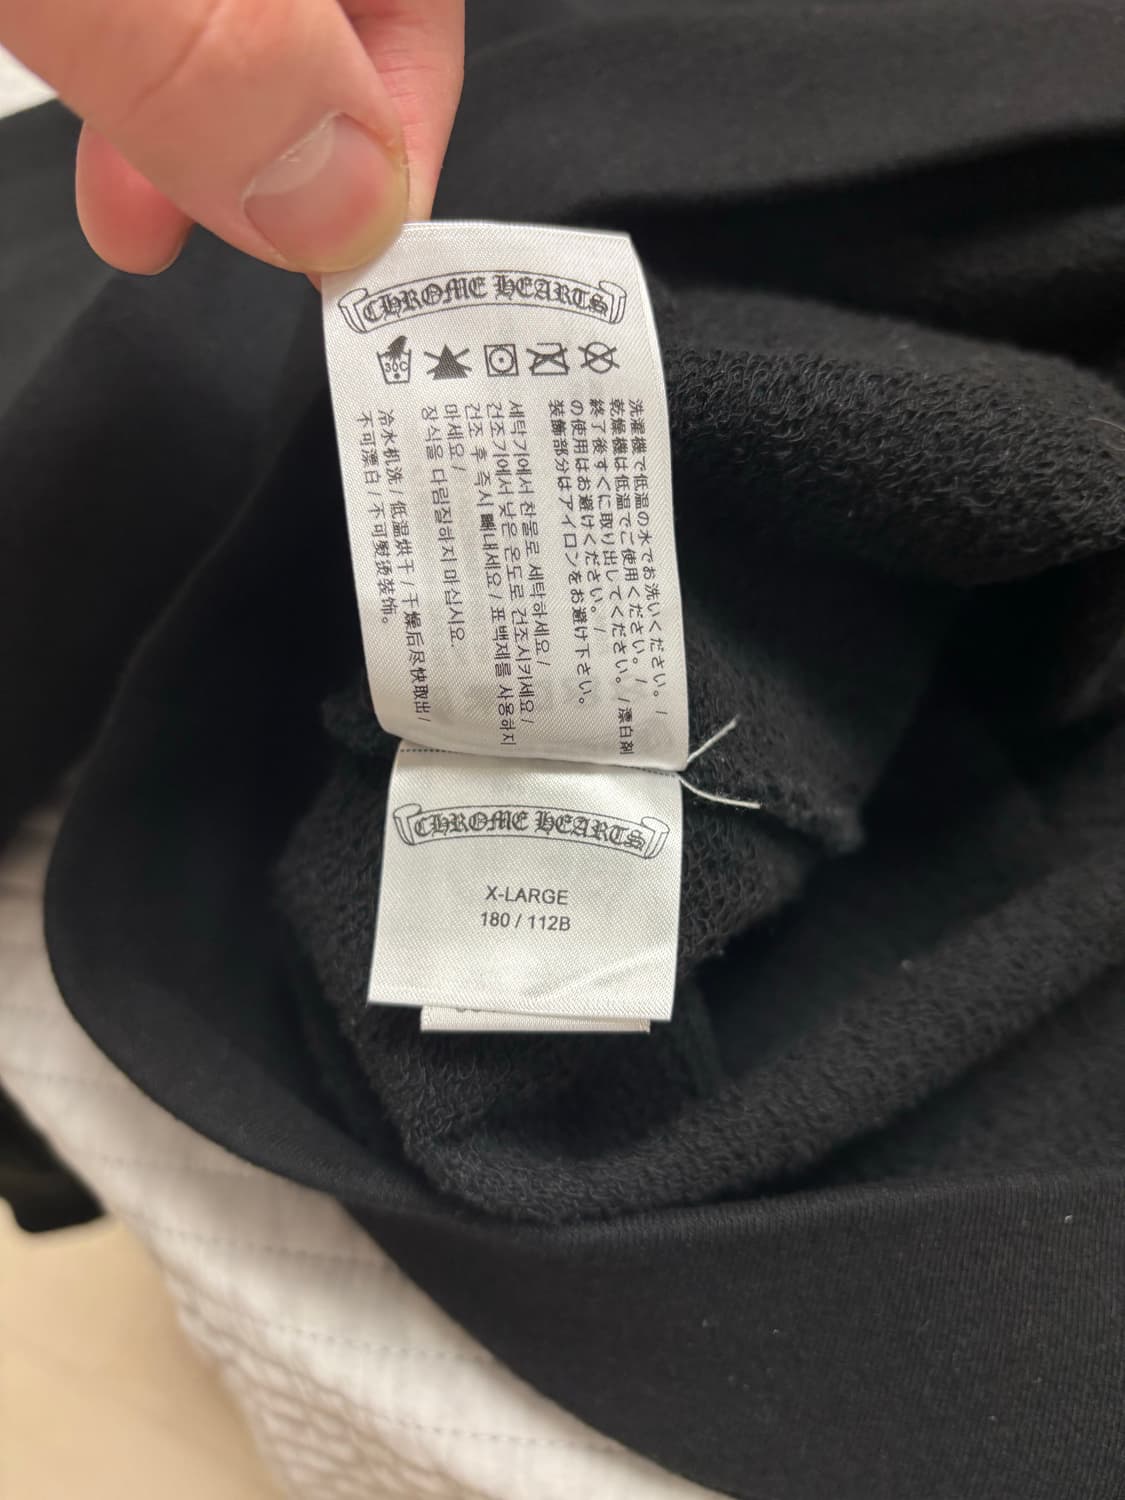 CHROME HEARTS
30C
洗濯機で低温の水でお洗いください。/
乾燥機は低温でご使用ください。/
終了後すぐに取り出してください。/漂白剤
の使用はお避けください。/
装飾部分はアイロンをお避け下さい。
세탁기에서 찬물로 세탁하세요 /
건조기에서 낮은 온도로 건조시키세요 /
건조 후 즉시 빼내세요 / 표백제를 사용하지
마세요 /
장식을 다림질하지 마십시요.
冷水机洗 / 低温烘干 / 干燥后尽快取出 /
不可漂白 / 不可熨烫装饰。
CHROME HEARTS
X-LARGE
180 / 112B